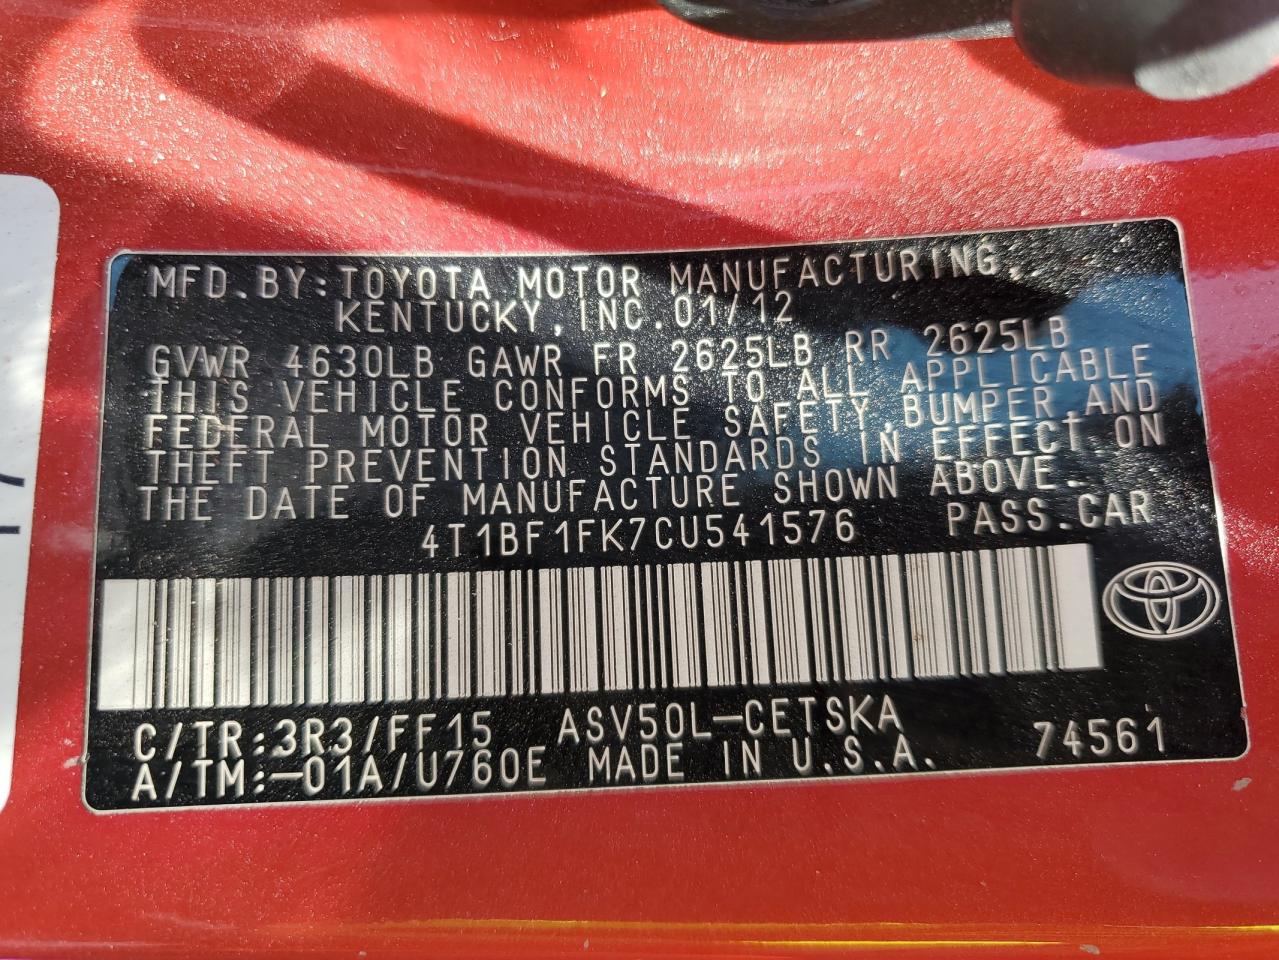 MFD.BY:TOYOTA MOTOR MANUFACTURING,
KENTUCKY,INC.01/12
GVWR 4630LB GAWR FR 2625LB RR 2625LB
THIS VEHICLE CONFORMS TO ALL APPLICABLE
FEDERAL MOTOR VEHICLE SAFETY,BUMPER,AND
THEFT PREVENTION STANDARDS IN EFFECT ON
THE DATE OF MANUFACTURE SHOWN ABOVE.
4T1BF1FK7CU541576 PASS.CAR
C/TR:3R3/FF15 ASV50L-CETSKA 74561
A/TM:-01A/U760E MADE IN U.S.A.